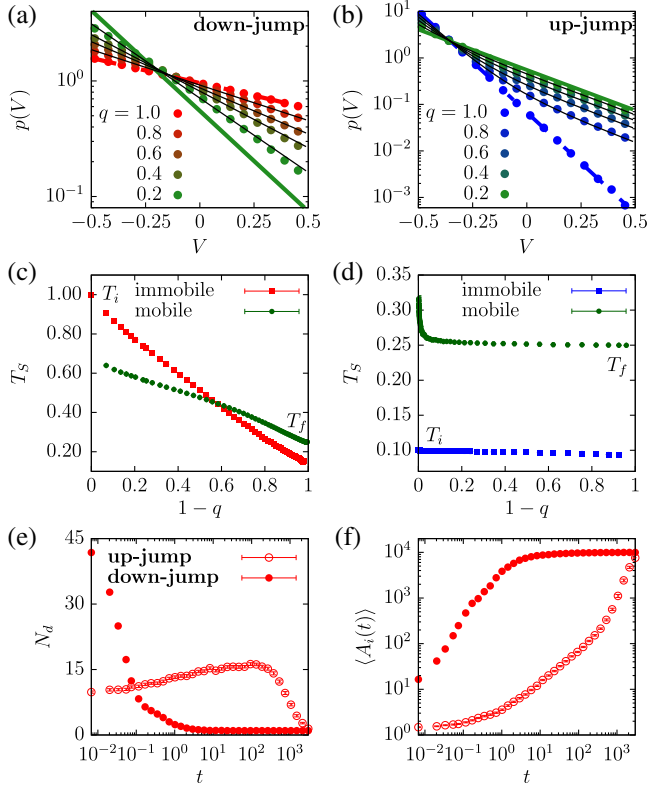 (a)
down-jump
p(V)
10^0
10^{-1}
q = 1.0
0.8
0.6
0.4
0.2
−0.5 −0.25 0 0.25 0.5
V
(b)
up-jump
p(V)
10^1
10^0
10^{-1}
10^{-2}
10^{-3}
q = 1.0
0.8
0.6
0.4
0.2
−0.5 −0.25 0 0.25 0.5
V
(c)
T_S
1.00
0.80
0.60
0.40
0.20
T_i
immobile
mobile
T_f
0 0.2 0.4 0.6 0.8 1
1 − q
(d)
T_S
0.35
0.30
0.25
0.20
0.15
0.10
immobile
mobile
T_f
T_i
0 0.2 0.4 0.6 0.8 1
1 − q
(e)
N_d
45
30
15
0
up-jump
down-jump
10^{-2} 10^{-1} 10^0 10^1 10^2 10^3
t
(f)
⟨A_i(t)⟩
10^4
10^3
10^2
10^1
10^0
10^{-2} 10^{-1} 10^0 10^1 10^2 10^3
t